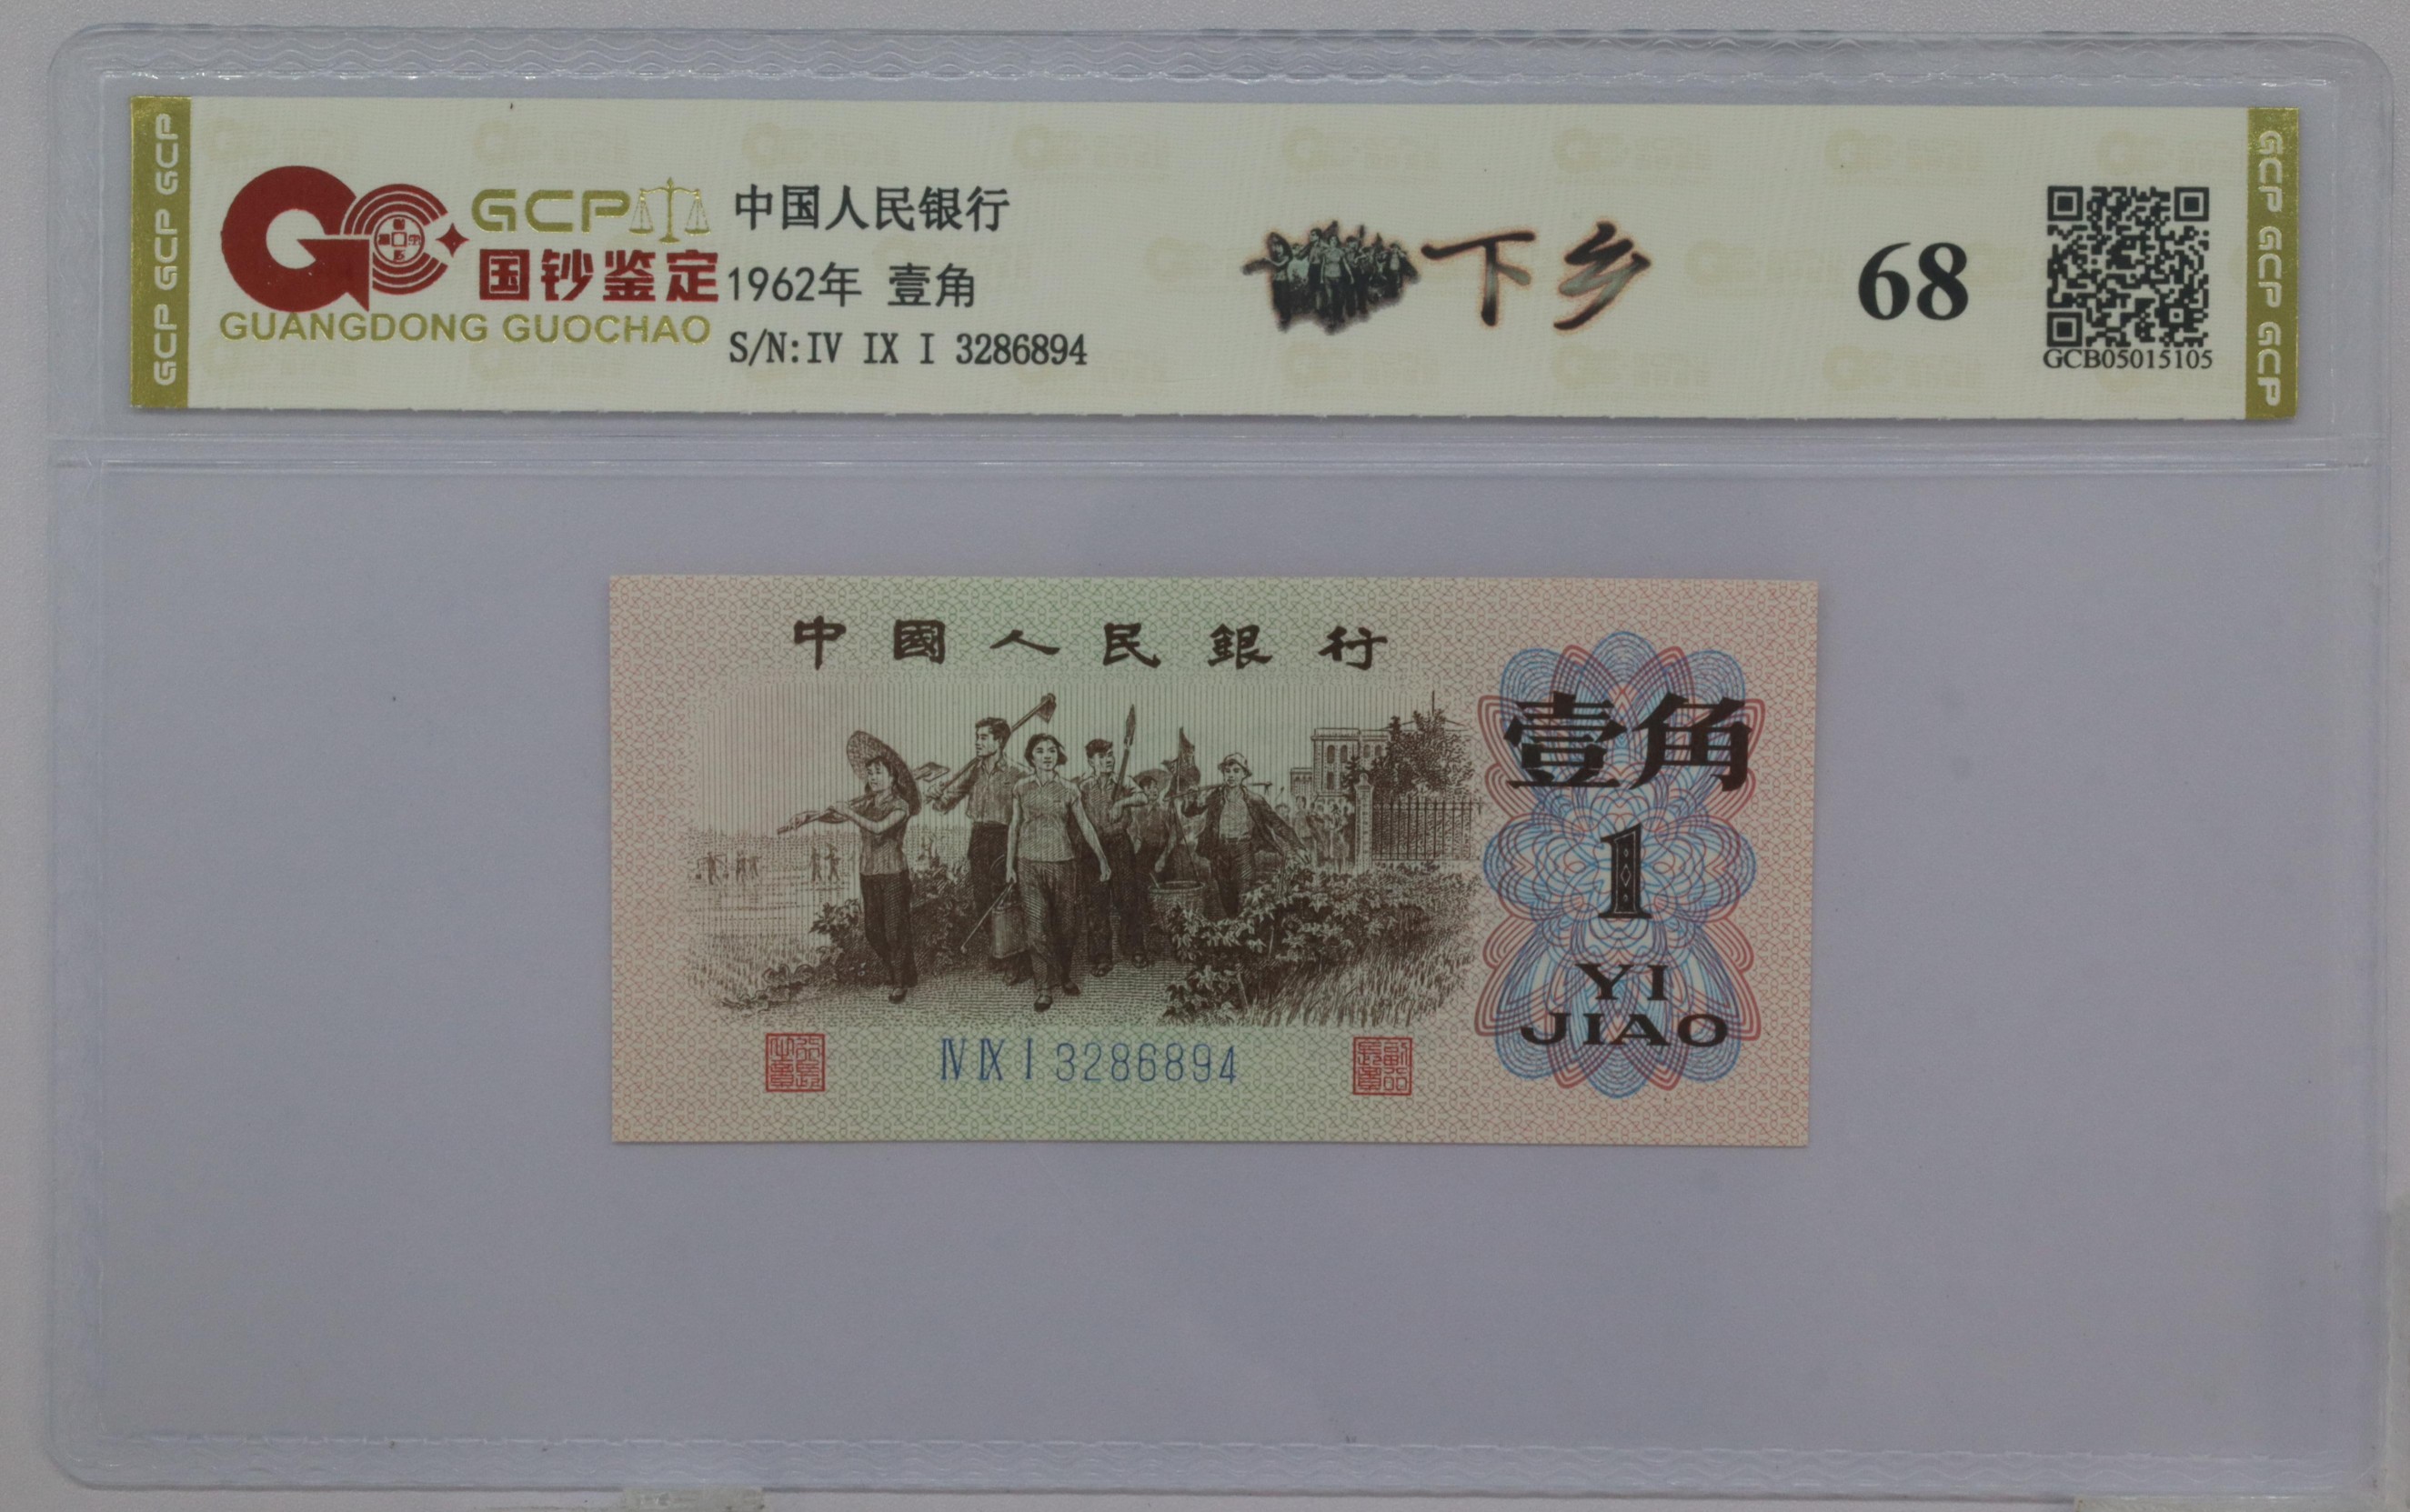 GCP GCP GCP
GCP
国钞鉴定
GUANGDONG GUOCHAO
中国人民银行
1962年 壹角
S/N:IV IX I 3286894
下乡
68
GCB05015105
GCP GCP GCP
中國人民銀行
壹角
1
YI
JIAO
Ⅳ Ⅸ Ⅰ 3286894